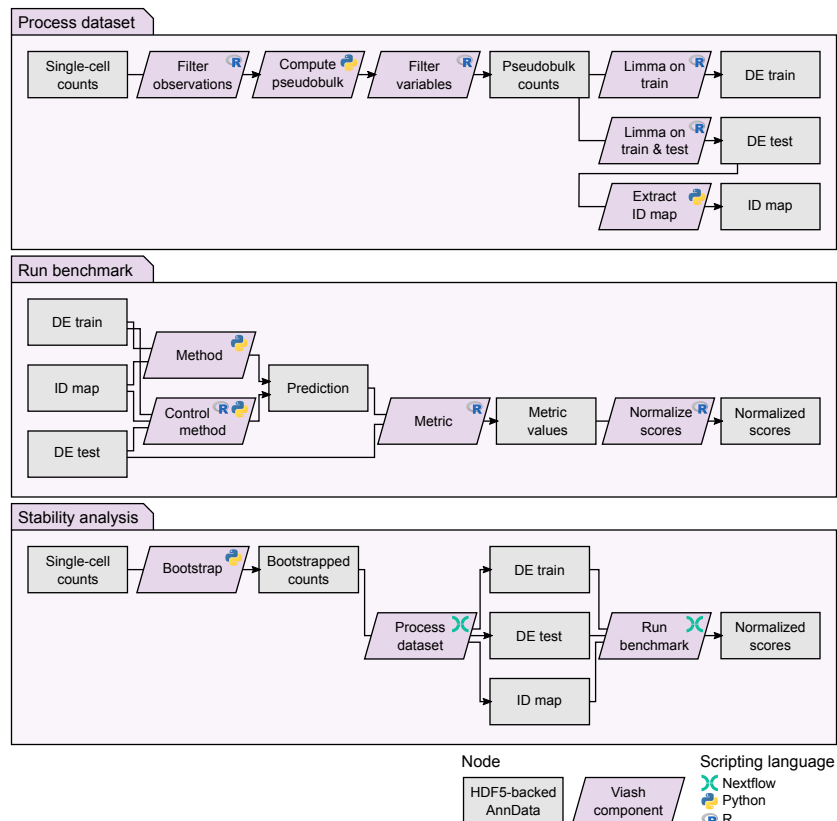 Process dataset
Single-cell
counts
Filter
observations
Compute
pseudobulk
Filter
variables
Pseudobulk
counts
Limma on
train
DE train
Limma on
train & test
DE test
Extract
ID map
ID map
Run benchmark
DE train
ID map
DE test
Method
Control
method
Prediction
Metric
Metric
values
Normalize
scores
Normalized
scores
Stability analysis
Single-cell
counts
Bootstrap
Bootstrapped
counts
Process
dataset
DE train
DE test
ID map
Run
benchmark
Normalized
scores
Node
HDF5-backed
AnnData
Viash
component
Scripting language
Nextflow
Python
R